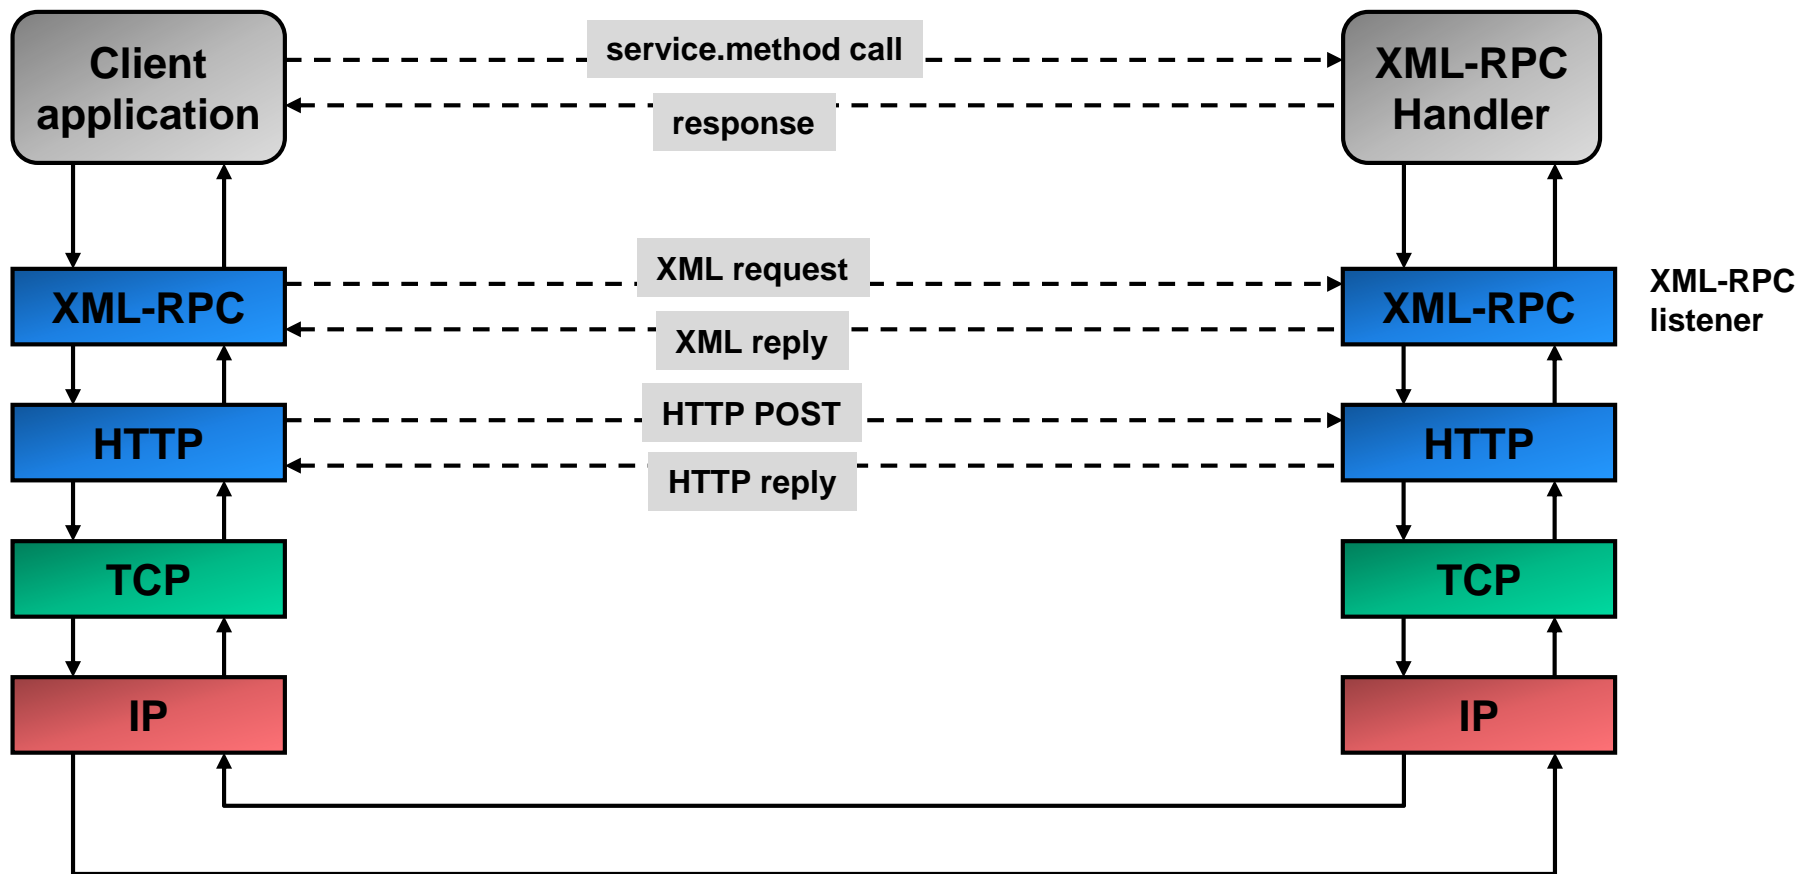 Client
application
service.method call
response
XML-RPC
Handler
XML-RPC
XML request
XML reply
XML-RPC
XML-RPC
listener
HTTP
HTTP POST
HTTP reply
HTTP
TCP
TCP
IP
IP